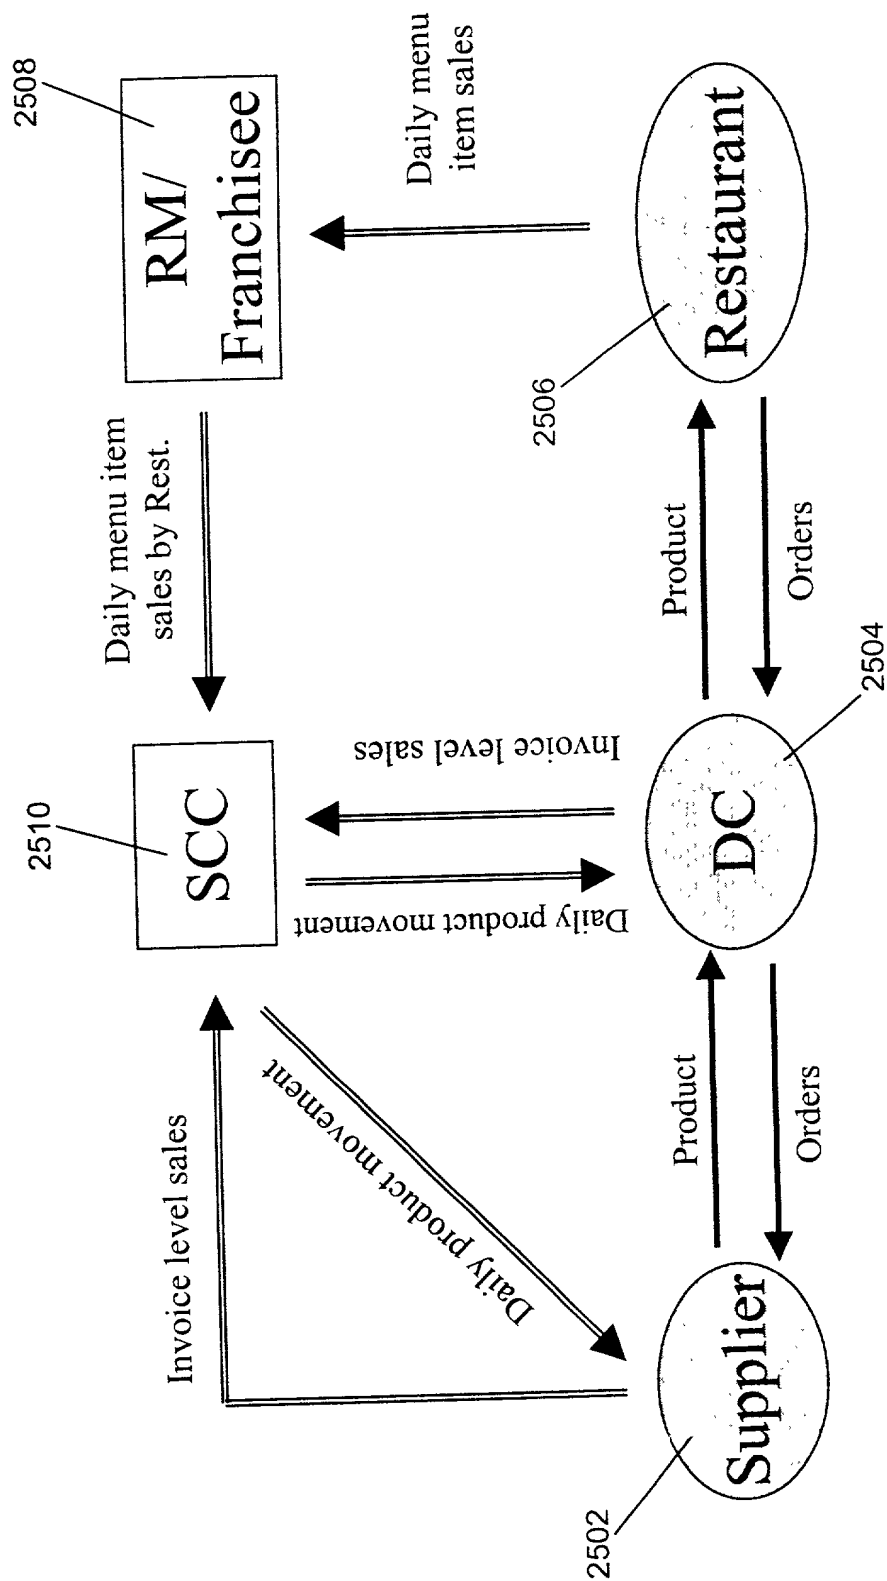 2510
2508
SCC
RM/
Franchisee
Daily menu item
sales by Rest.
Invoice level sales
Daily product movement
Daily product movement
Invoice level sales
Daily menu
item sales
2502
2506
Supplier
Product
Orders
DC
Product
Orders
Restaurant
2504